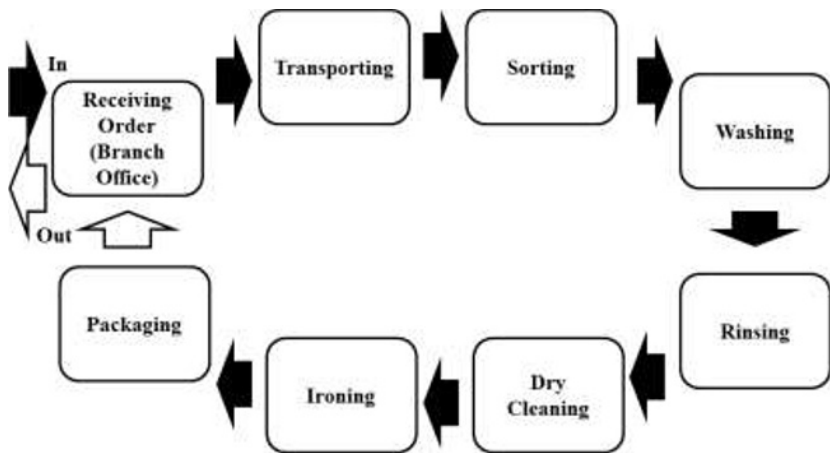 In
Receiving
Order
(Branch
Office)
Out
Transporting
Sorting
Washing
Rinsing
Dry
Cleaning
Ironing
Packaging